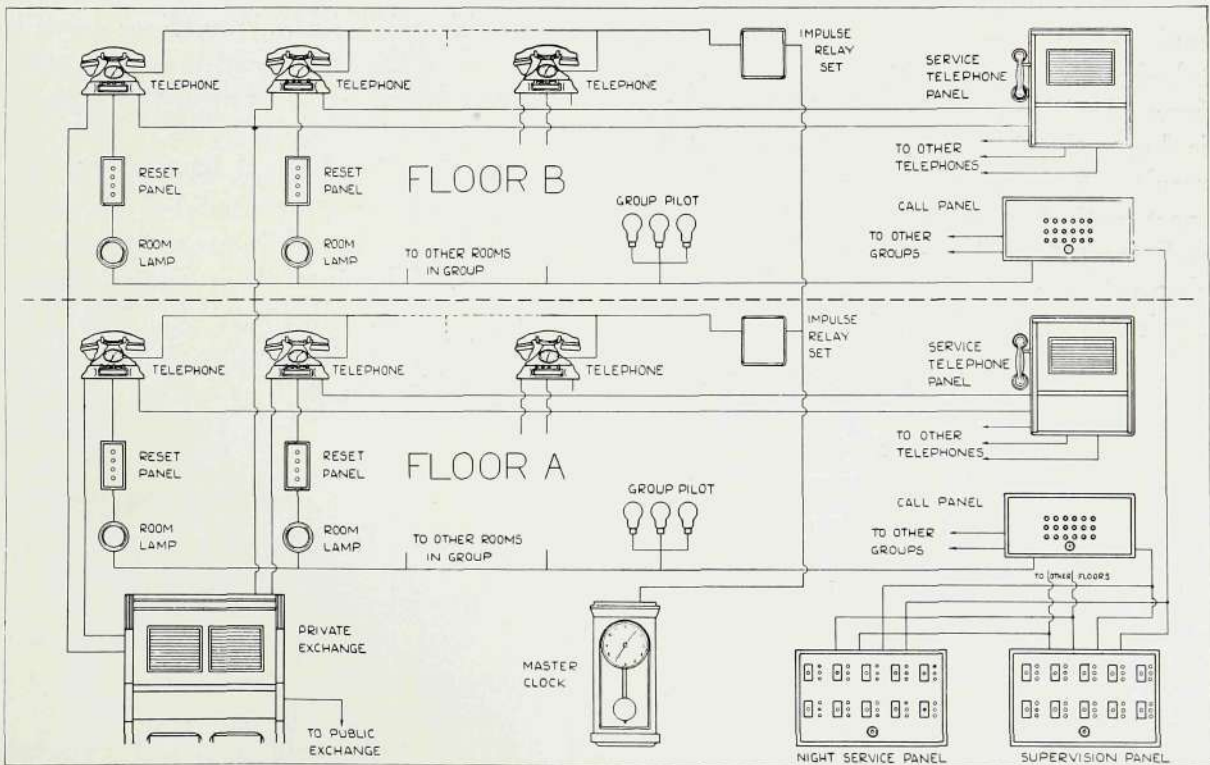 IMPULSE
RELAY
SET
SERVICE
TELEPHONE
PANEL
TELEPHONE
TELEPHONE
TELEPHONE
TO OTHER
TELEPHONES
RESET
PANEL
RESET
PANEL
FLOOR B
GROUP PILOT
CALL PANEL
ROOM
LAMP
ROOM
LAMP
TO OTHER ROOMS
IN GROUP
TO OTHER
GROUPS
IMPULSE
RELAY
SET
SERVICE
TELEPHONE
PANEL
TELEPHONE
TELEPHONE
TELEPHONE
TO OTHER
TELEPHONES
RESET
PANEL
RESET
PANEL
FLOOR A
GROUP PILOT
CALL PANEL
ROOM
LAMP
ROOM
LAMP
TO OTHER ROOMS
IN GROUP
TO OTHER
GROUPS
TO OTHER FLOORS
PRIVATE
EXCHANGE
MASTER
CLOCK
TO PUBLIC
EXCHANGE
NIGHT SERVICE PANEL
SUPERVISION PANEL